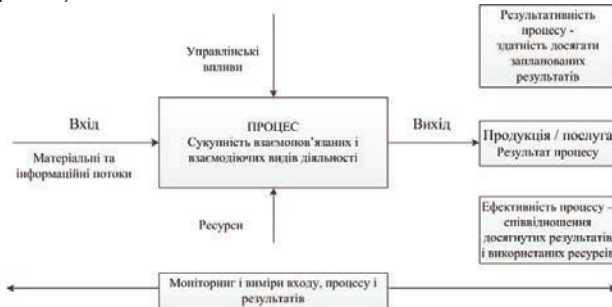 Результативність
процесу -
здатність досягати
запланованих
результатів
Управлінські
впливи
Вхід
Матеріальні та
інформаційні потоки
ПРОЦЕС
Сукупність взаємопов’язаних і
взаємодіючих видів діяльності
Вихід
Продукція / послуга
Результат процесу
Ресурси
Ефективність процесу –
співвідношення
досягнутих результатів
і використаних ресурсів
Моніторинг і виміри входу, процесу і
результатів